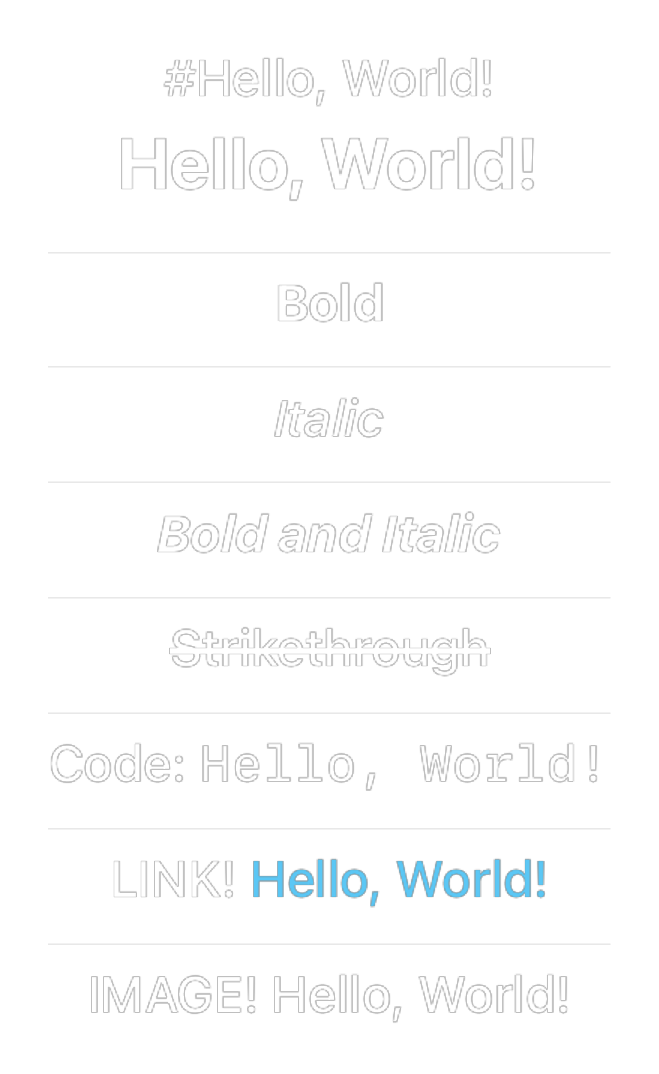 #Hello, World!
Hello, World!
Bold
Italic
Bold and Italic
Strikethrough
Code: Hello, World!
LINK! Hello, World!
IMAGE! Hello, World!